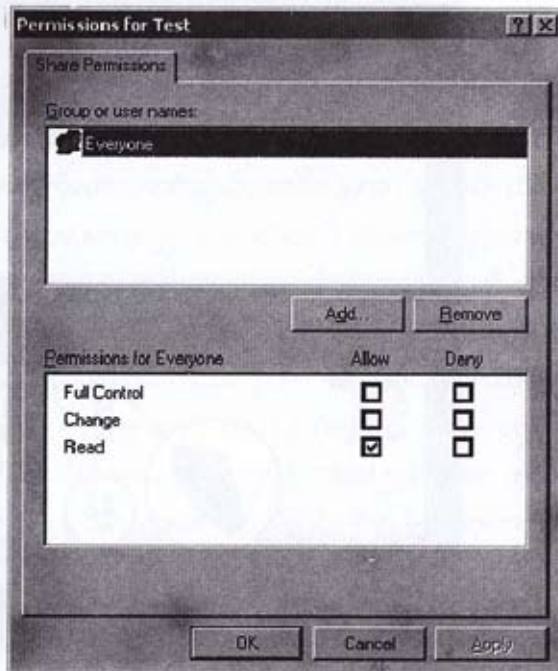 Permissions for Test
Share Permissions
Group or user names:
Everyone
Add...
Remove
Permissions for Everyone Allow Deny
Full Control
Change
Read
OK
Cancel
Apply